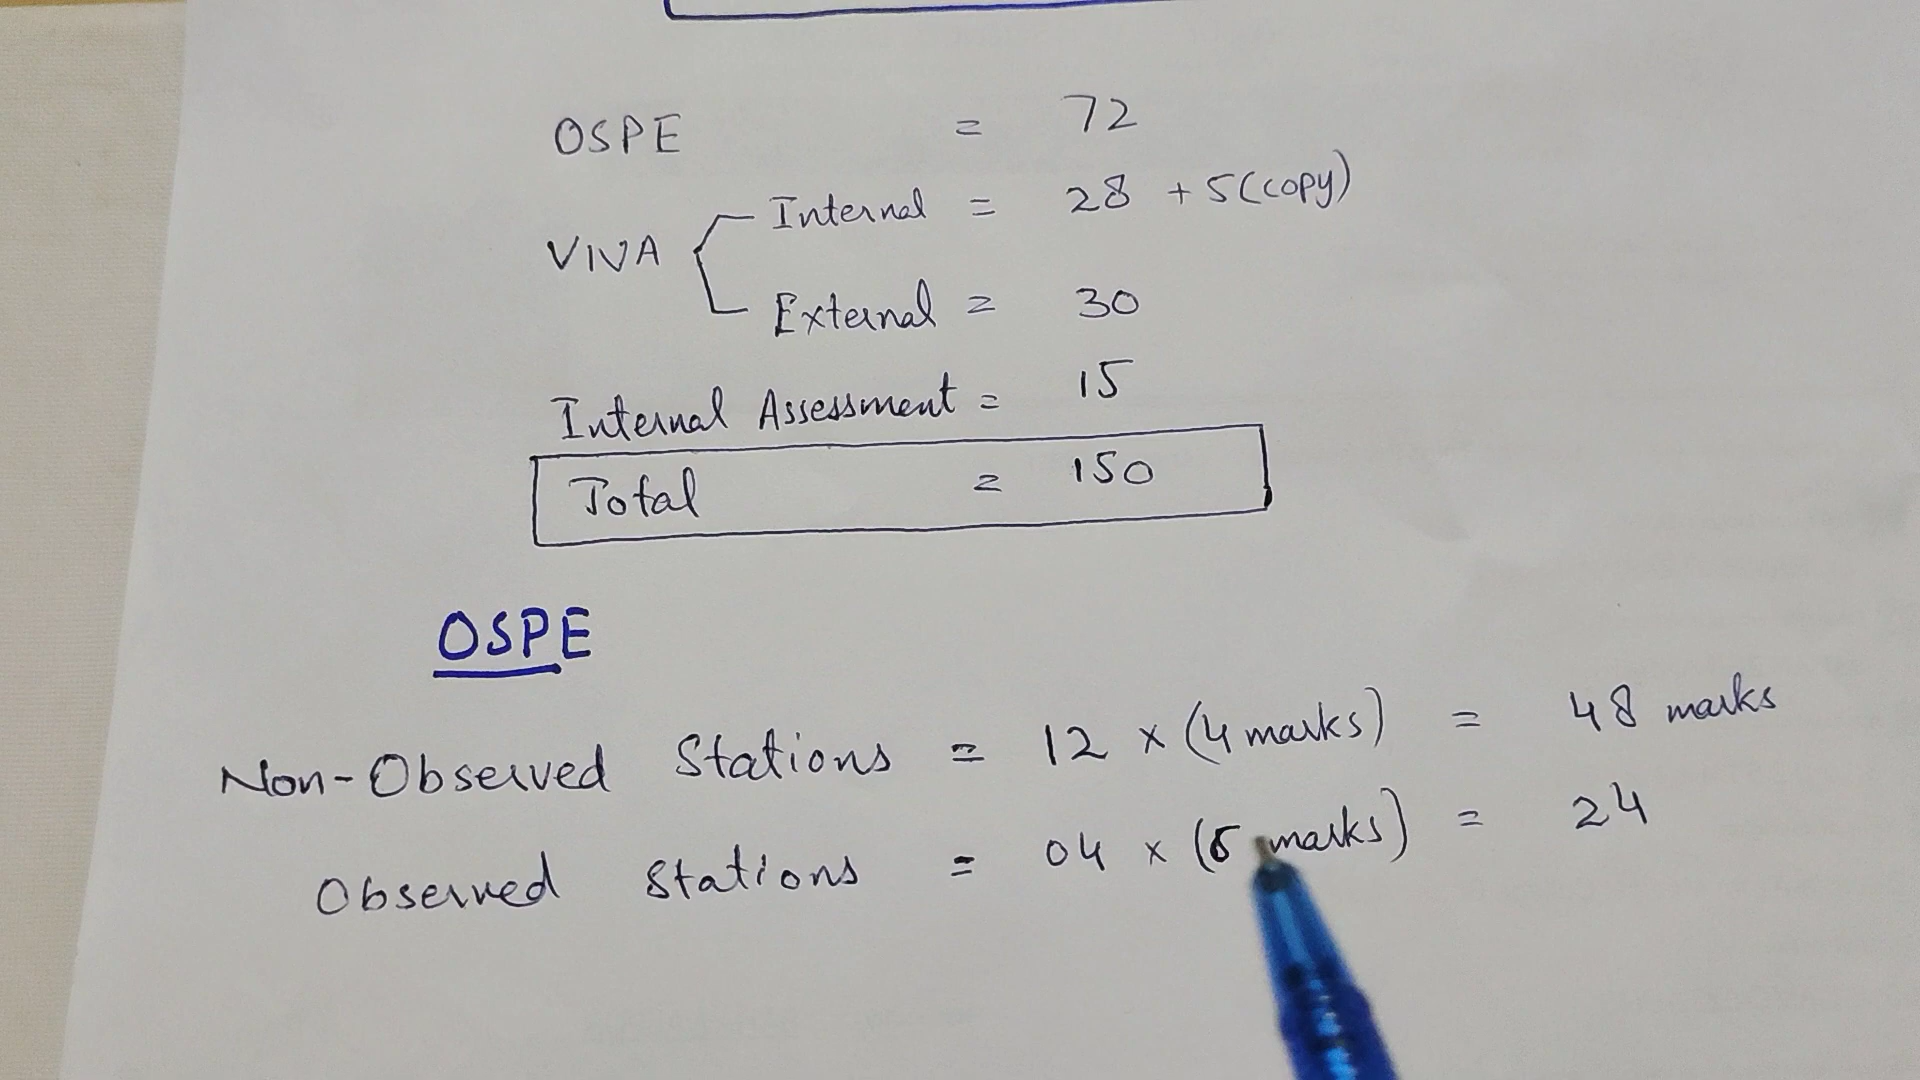 OSPE = 72
VIVA
Internal = 28 + 5 (copy)
External = 30
Internal Assessment = 15
Total = 150
OSPE
Non-Observed Stations = 12 × (4 marks) = 48 marks
Observed Stations = 04 × (6 marks) = 24